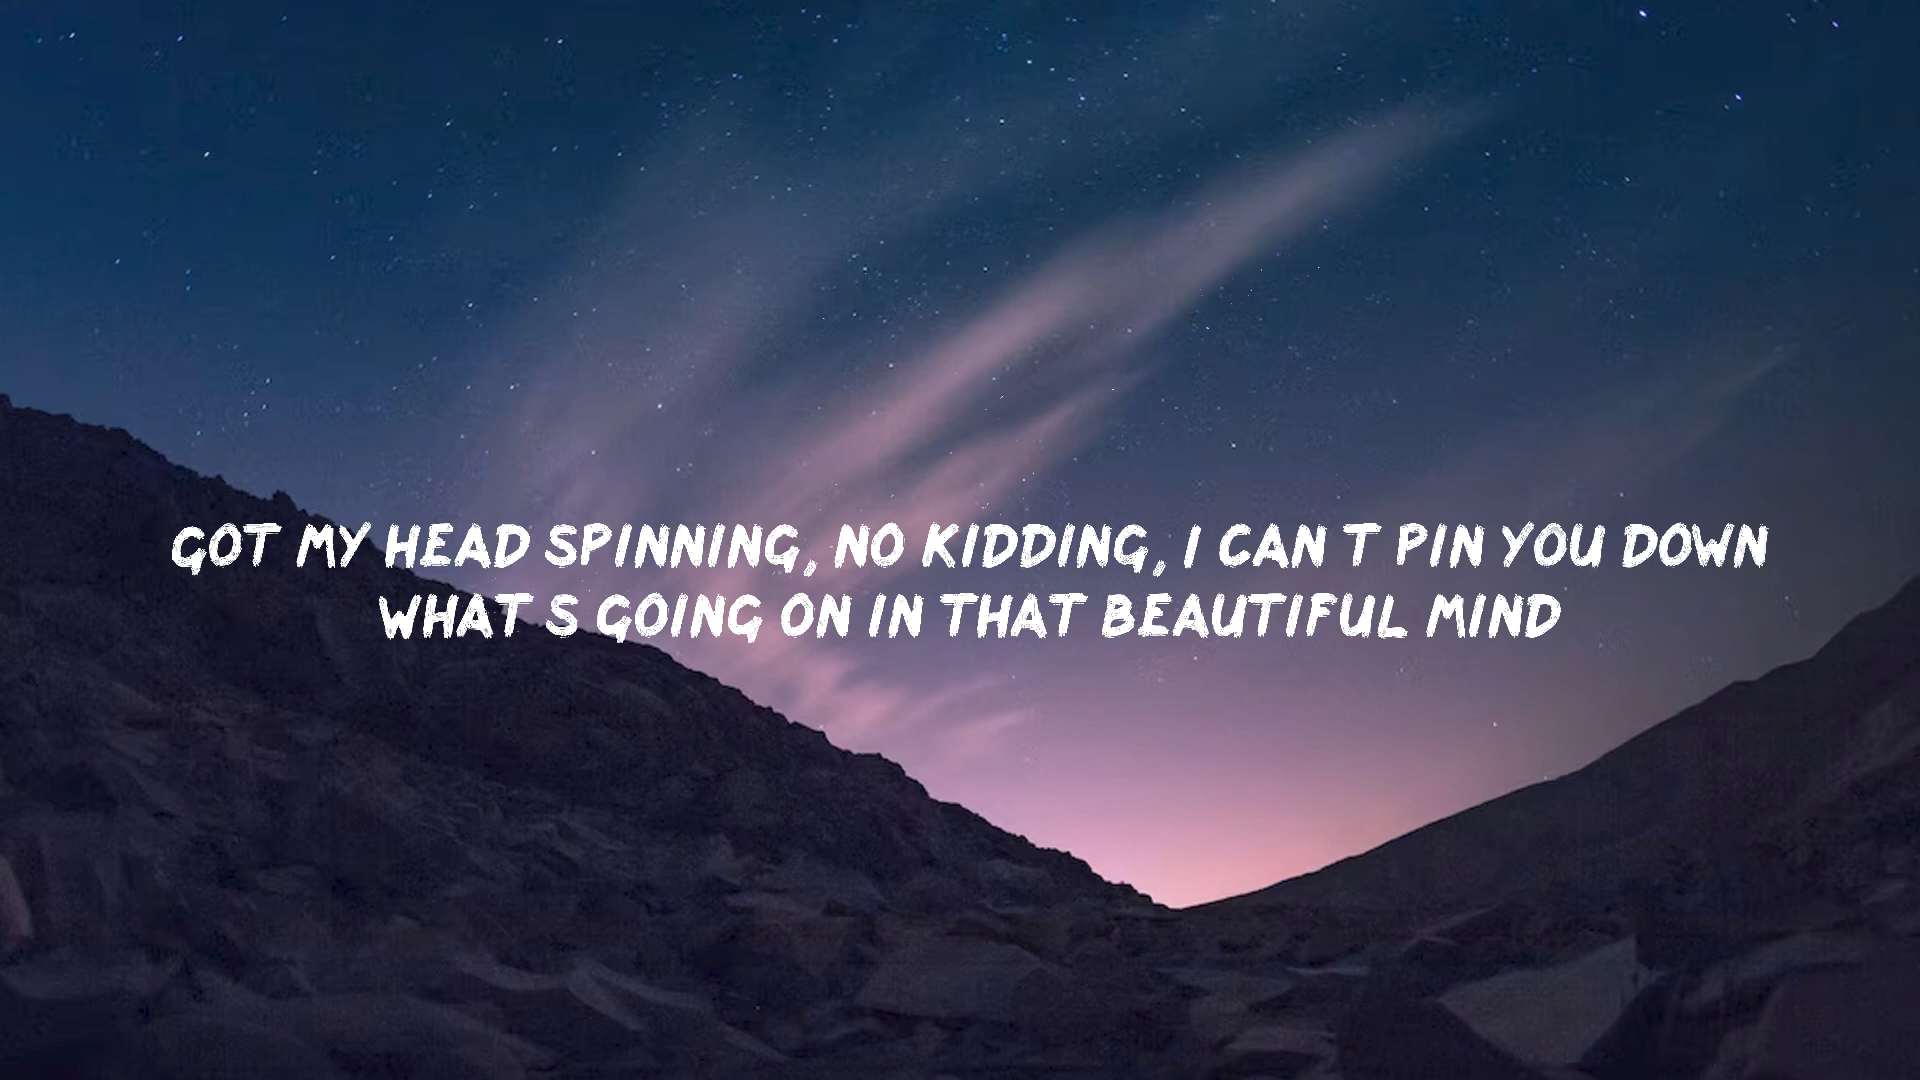 GOT MY HEAD SPINNING, NO KIDDING, I CAN T PIN YOU DOWN
WHAT S GOING ON IN THAT BEAUTIFUL MIND